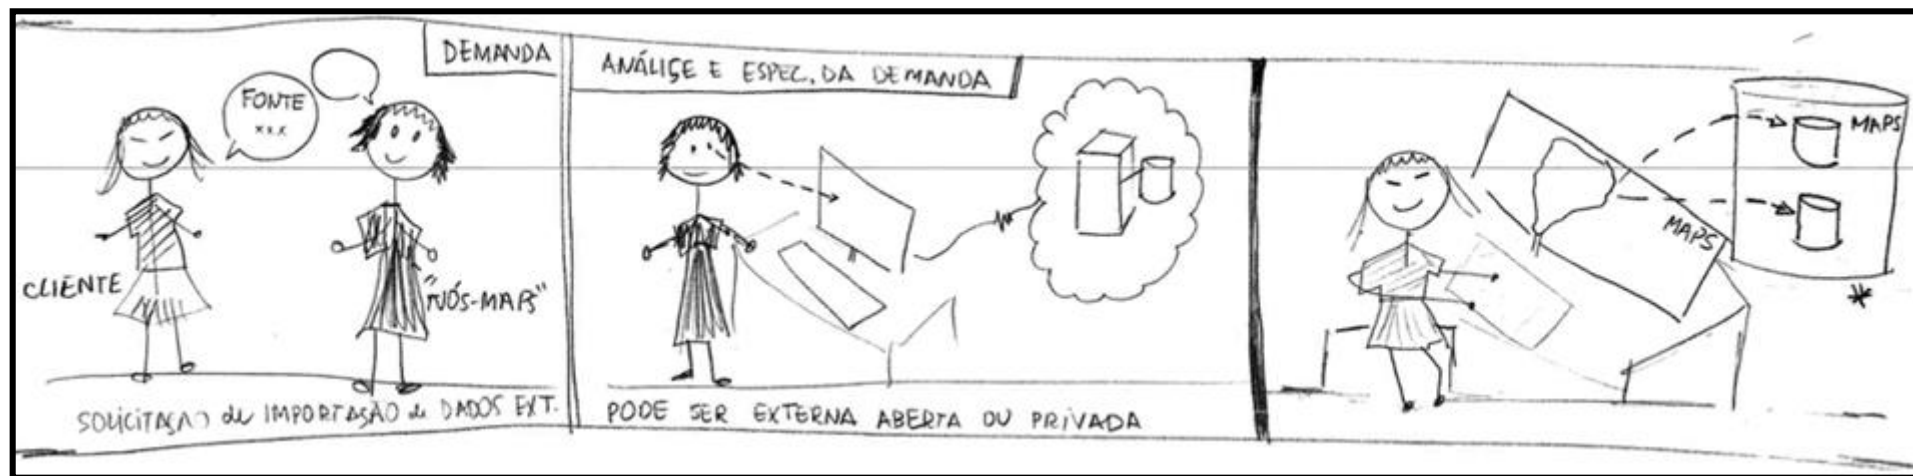 DEMANDA
FONTE
xxx
CLIENTE
"NÓS-MAPS"
SOLICITAÇÃO de IMPORTAÇÃO de DADOS EXT.
ANÁLISE E ESPEC. DA DEMANDA
PODE SER EXTERNA ABERTA OU PRIVADA
MAPS
MAPS
*